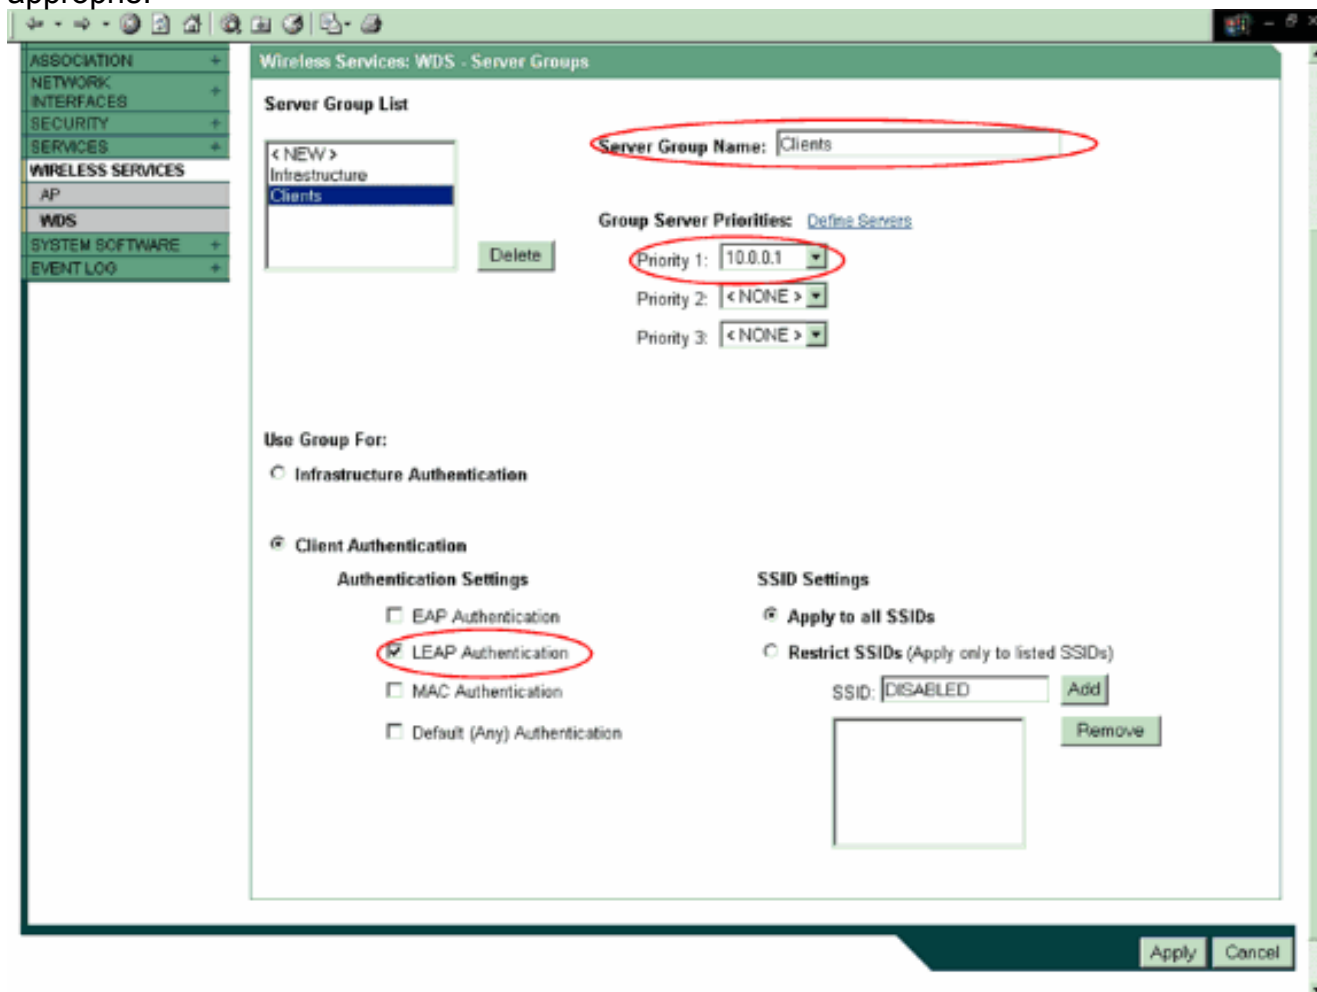 ASSOCIATION +
NETWORK INTERFACES +
SECURITY +
SERVICES +
WIRELESS SERVICES
AP
WDS
SYSTEM SOFTWARE +
EVENT LOG +
Wireless Services: WDS - Server Groups
Server Group List
< NEW >
Infrastructure
Clients
Delete
Server Group Name: Clients
Group Server Priorities: Define Servers
Priority 1: 10.0.0.1
Priority 2: < NONE >
Priority 3: < NONE >
Use Group For:
Infrastructure Authentication
Client Authentication
Authentication Settings
EAP Authentication
LEAP Authentication
MAC Authentication
Default (Any) Authentication
SSID Settings
Apply to all SSIDs
Restrict SSIDs (Apply only to listed SSIDs)
SSID: DISABLED Add
Remove
Apply Cancel